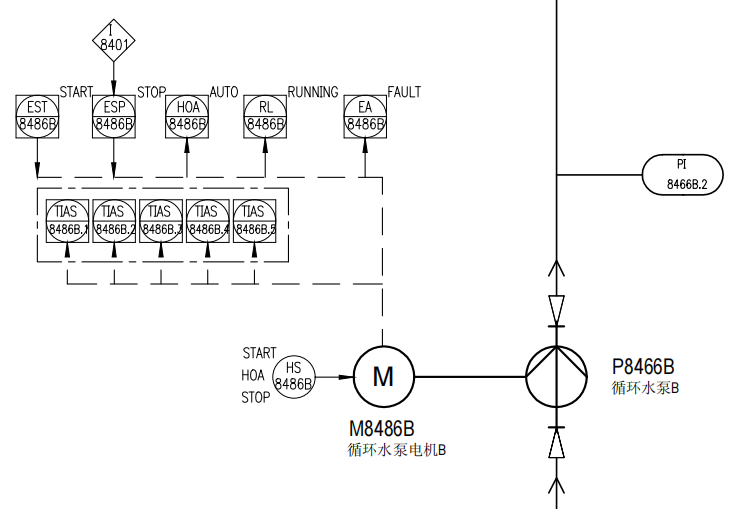 I
8401
START
STOP
AUTO
RUNNING
FAULT
EST
8486B
ESP
8486B
HOA
8486B
RL
8486B
EA
8486B
PI
8466B.2
TIAS
8486B.1
TIAS
8486B.2
TIAS
8486B.3
TIAS
8486B.4
TIAS
8486B.5
START
HOA
STOP
HS
8486B
M
M8486B
循环水泵电机B
P8466B
循环水泵B